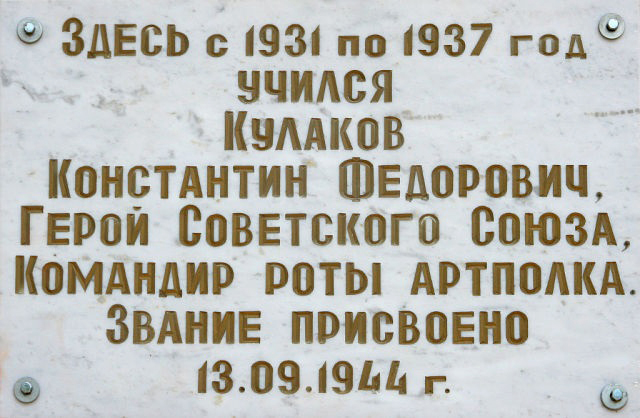 Здесь с 1931 по 1937 год
учился
Кулаков
Константин Федорович,
Герой Советского Союза,
Командир роты артполка.
Звание присвоено
13.09.1944 г.